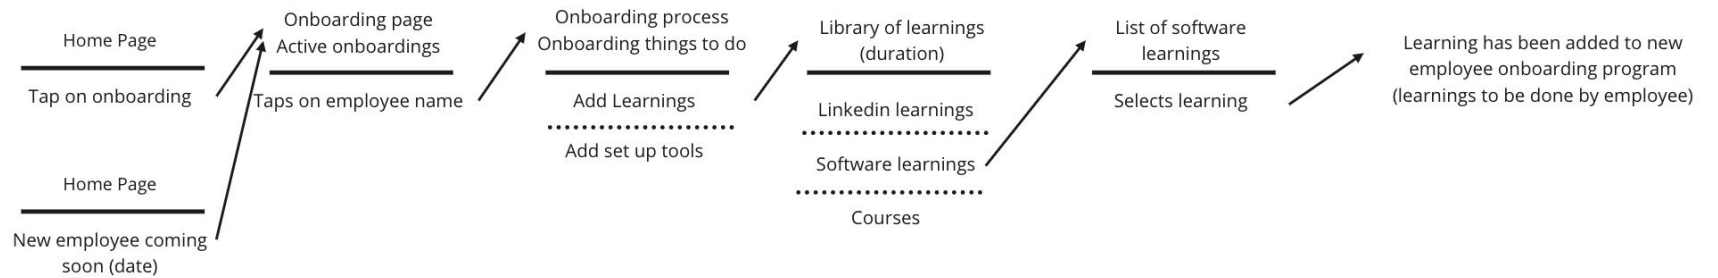 Home Page
Tap on onboarding
Home Page
New employee coming
soon (date)
Onboarding page
Active onboardings
Taps on employee name
Onboarding process
Onboarding things to do
Add Learnings
Add set up tools
Library of learnings
(duration)
Linkedin learnings
Software learnings
Courses
List of software
learnings
Selects learning
Learning has been added to new
employee onboarding program
(learnings to be done by employee)